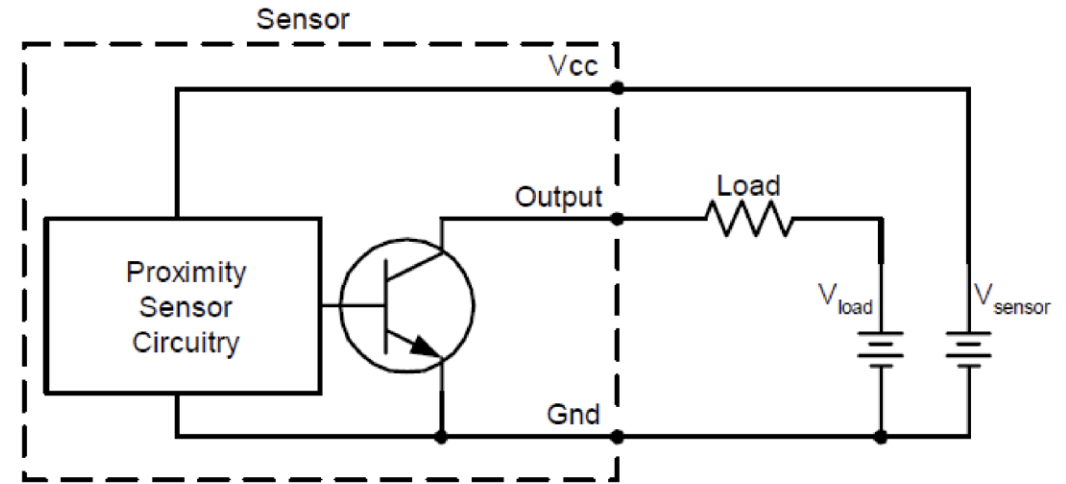 Sensor
Vcc
Output
Load
Proximity
Sensor
Circuitry
Vload
Vsensor
Gnd